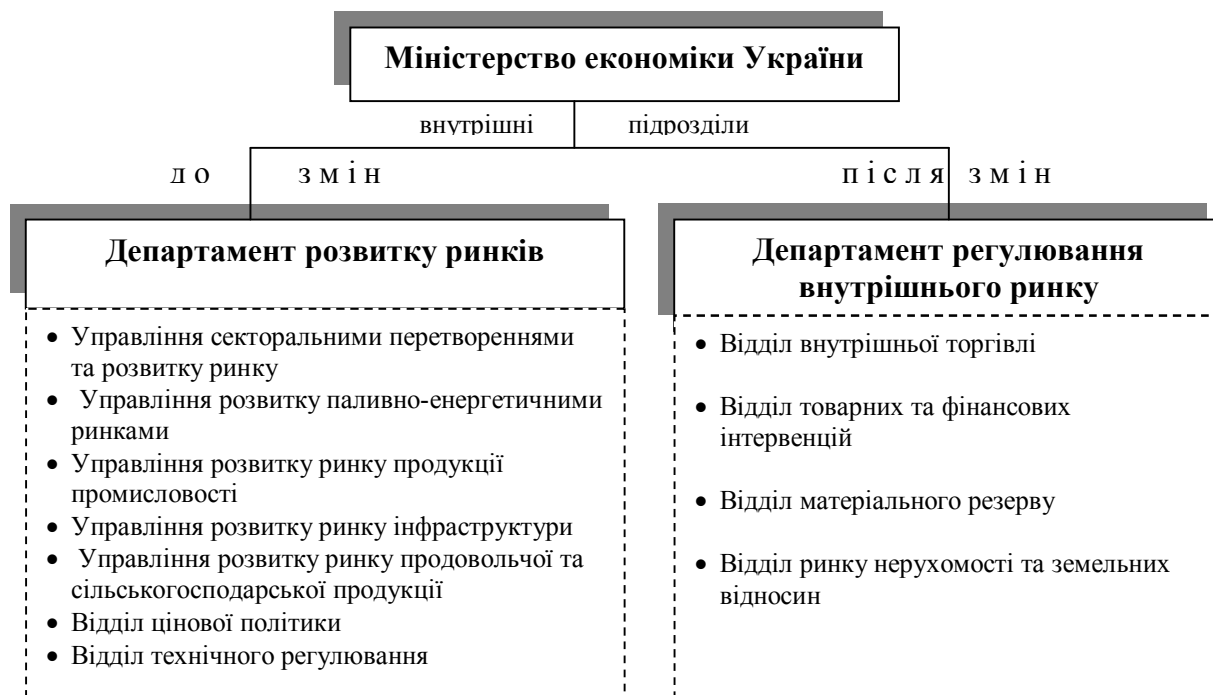 Міністерство економіки України
внутрішні підрозділи
до змін
після змін
Департамент розвитку ринків
• Управління секторальними перетвореннями
та розвитку ринку
• Управління розвитку паливно-енергетичними
ринками
• Управління розвитку ринку продукції
промисловості
• Управління розвитку ринку інфраструктури
• Управління розвитку ринку продовольчої та
сільськогосподарської продукції
• Відділ цінової політики
• Відділ технічного регулювання
Департамент регулювання
внутрішнього ринку
• Відділ внутрішньої торгівлі
• Відділ товарних та фінансових
інтервенцій
• Відділ матеріального резерву
• Відділ ринку нерухомості та земельних
відносин